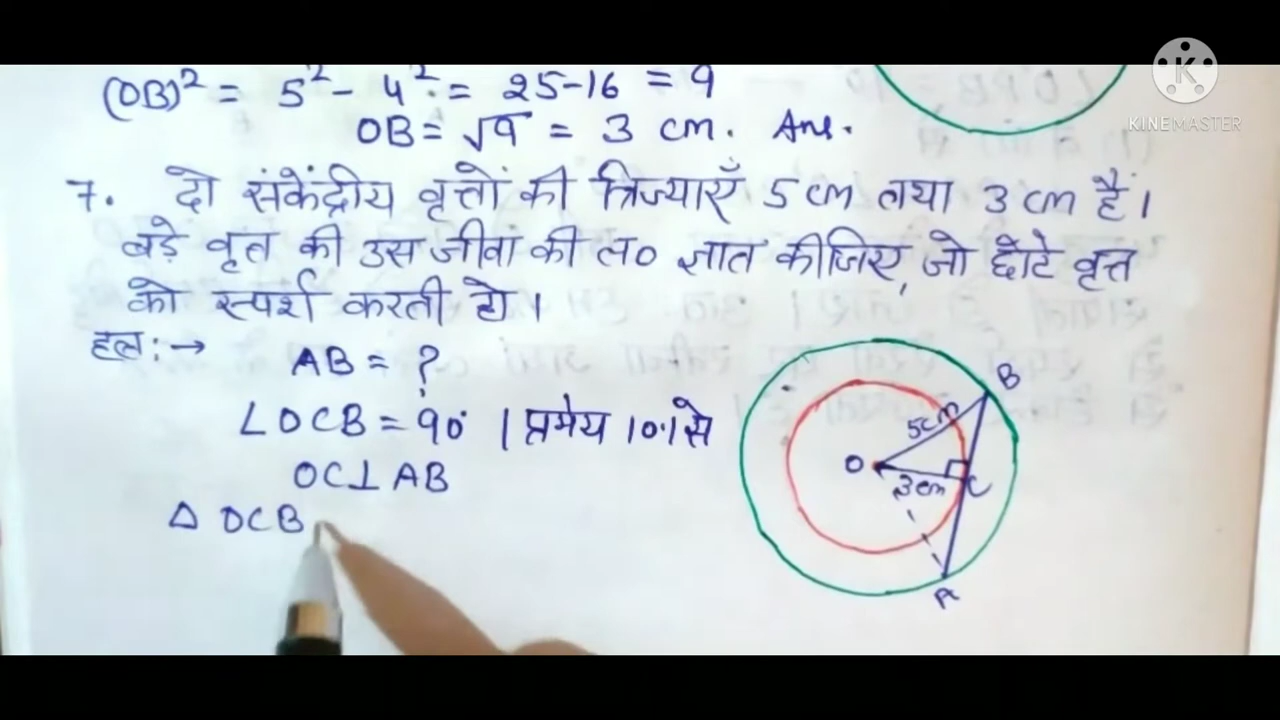 (OB)² = 5² - 4² = 25-16 = 9
OB = √9 = 3 cm. Ans.
7. दो संकेंद्रीय वृत्तों की त्रिज्याएँ 5 cm तथा 3 cm हैं।
बड़े वृत की उस जीवा की ल० ज्ञात कीजिए, जो छोटे वृत्त
को स्पर्श करती हो।
हल: →
AB = ?
∠OCB = 90° | प्रमेय 10.1 से
OC⊥AB
△ OCB
B
5cm
O
3cm
C
A
K
KINEMASTER